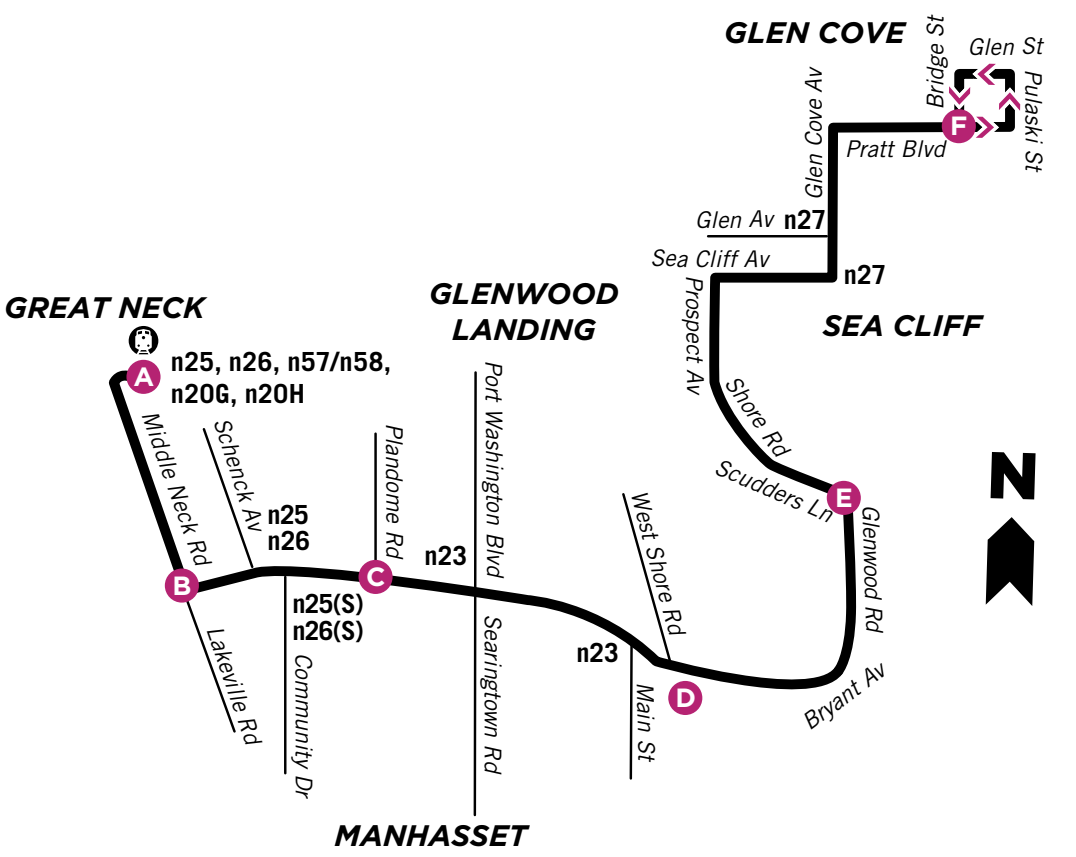 GLEN COVE
Bridge St
Glen St
Pulaski St
Glen Cove Av
F
Pratt Blvd
Glen Av n27
Sea Cliff Av
n27
Prospect Av
SEA CLIFF
GREAT NECK
GLENWOOD
LANDING
A
n25, n26, n57/n58,
n20G, n20H
Middle Neck Rd
Schenck Av
Plandome Rd
Port Washington Blvd
Shore Rd
Scudders Ln
E
Glenwood Rd
N
n25
n26
West Shore Rd
B
C
n23
n25(S)
n26(S)
Lakeville Rd
Community Dr
Searingtown Rd
n23
Main St
D
Bryant Av
MANHASSET